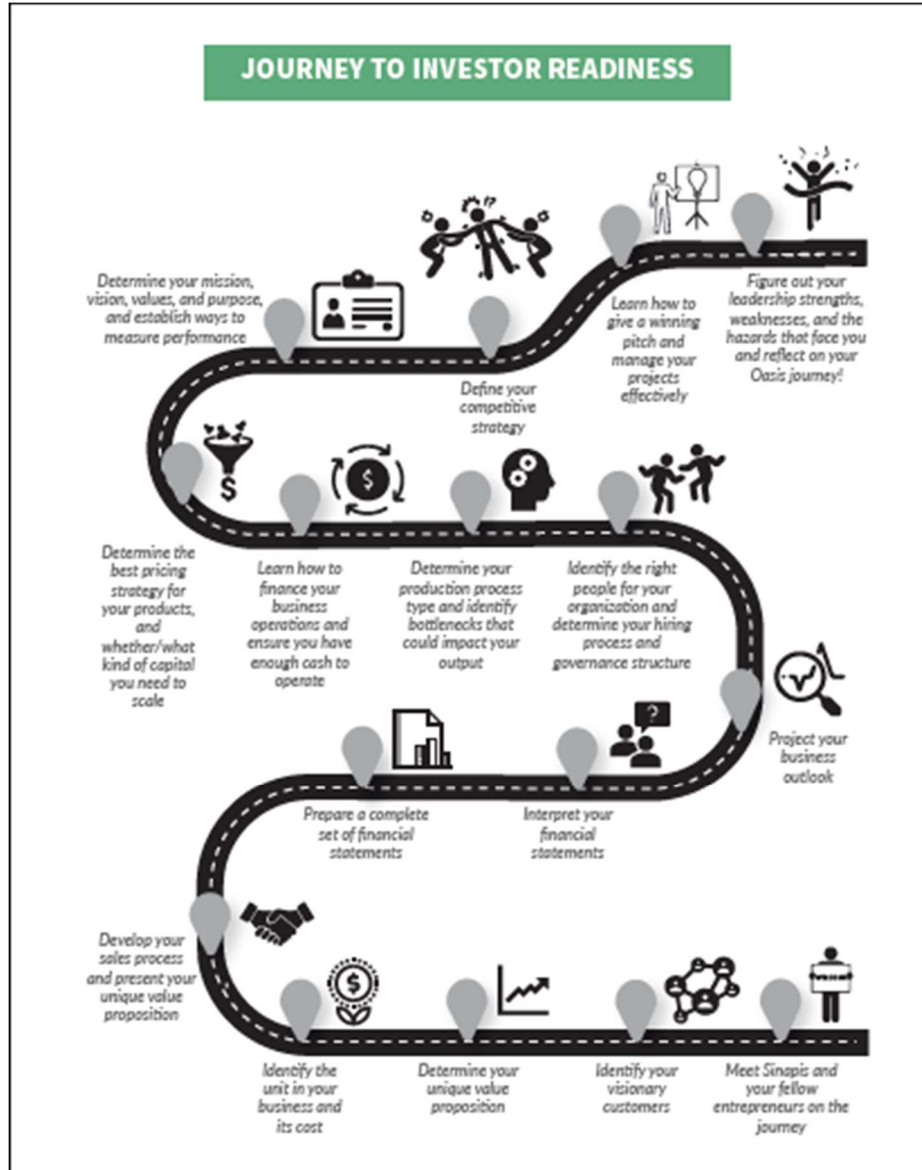 JOURNEY TO INVESTOR READINESS
Determine your mission,
vision, values, and purpose,
and establish ways to
measure performance
Define your
competitive
strategy
Learn how to
give a winning
pitch and
manage your
projects
effectively
Figure out your
leadership strengths,
weaknesses, and the
hazards that face you
and reflect on your
Oasis journey!
Determine the
best pricing
strategy for
your products,
and
whether/what
kind of capital
you need to
scale
Learn how to
finance your
business
operations and
ensure you have
enough cash to
operate
Determine your
production process
type and identify
bottlenecks that
could impact your
output
Identify the right
people for your
organization and
determine your hiring
process and
governance structure
Project your
business
outlook
Prepare a complete
set of financial
statements
Interpret your
financial
statements
Develop your
sales process
and present your
unique value
proposition
Identify the
unit in your
business and
its cost
Determine your
unique value
proposition
Identify your
visionary
customers
Meet Sinapis and
your fellow
entrepreneurs on the
journey